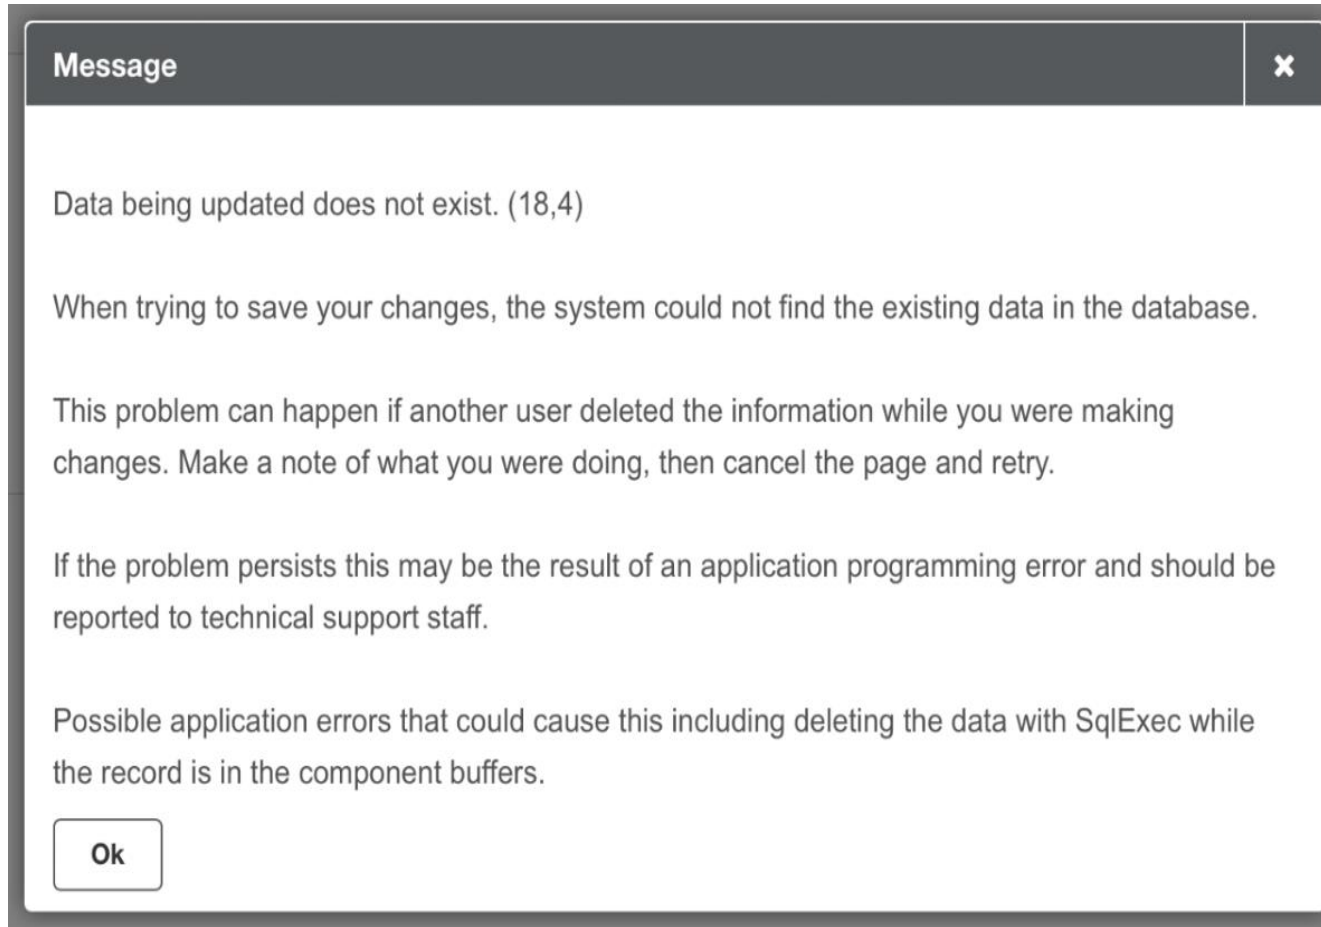 Message
Data being updated does not exist. (18,4)
When trying to save your changes, the system could not find the existing data in the database.
This problem can happen if another user deleted the information while you were making
changes. Make a note of what you were doing, then cancel the page and retry.
If the problem persists this may be the result of an application programming error and should be
reported to technical support staff.
Possible application errors that could cause this including deleting the data with SqlExec while
the record is in the component buffers.
Ok